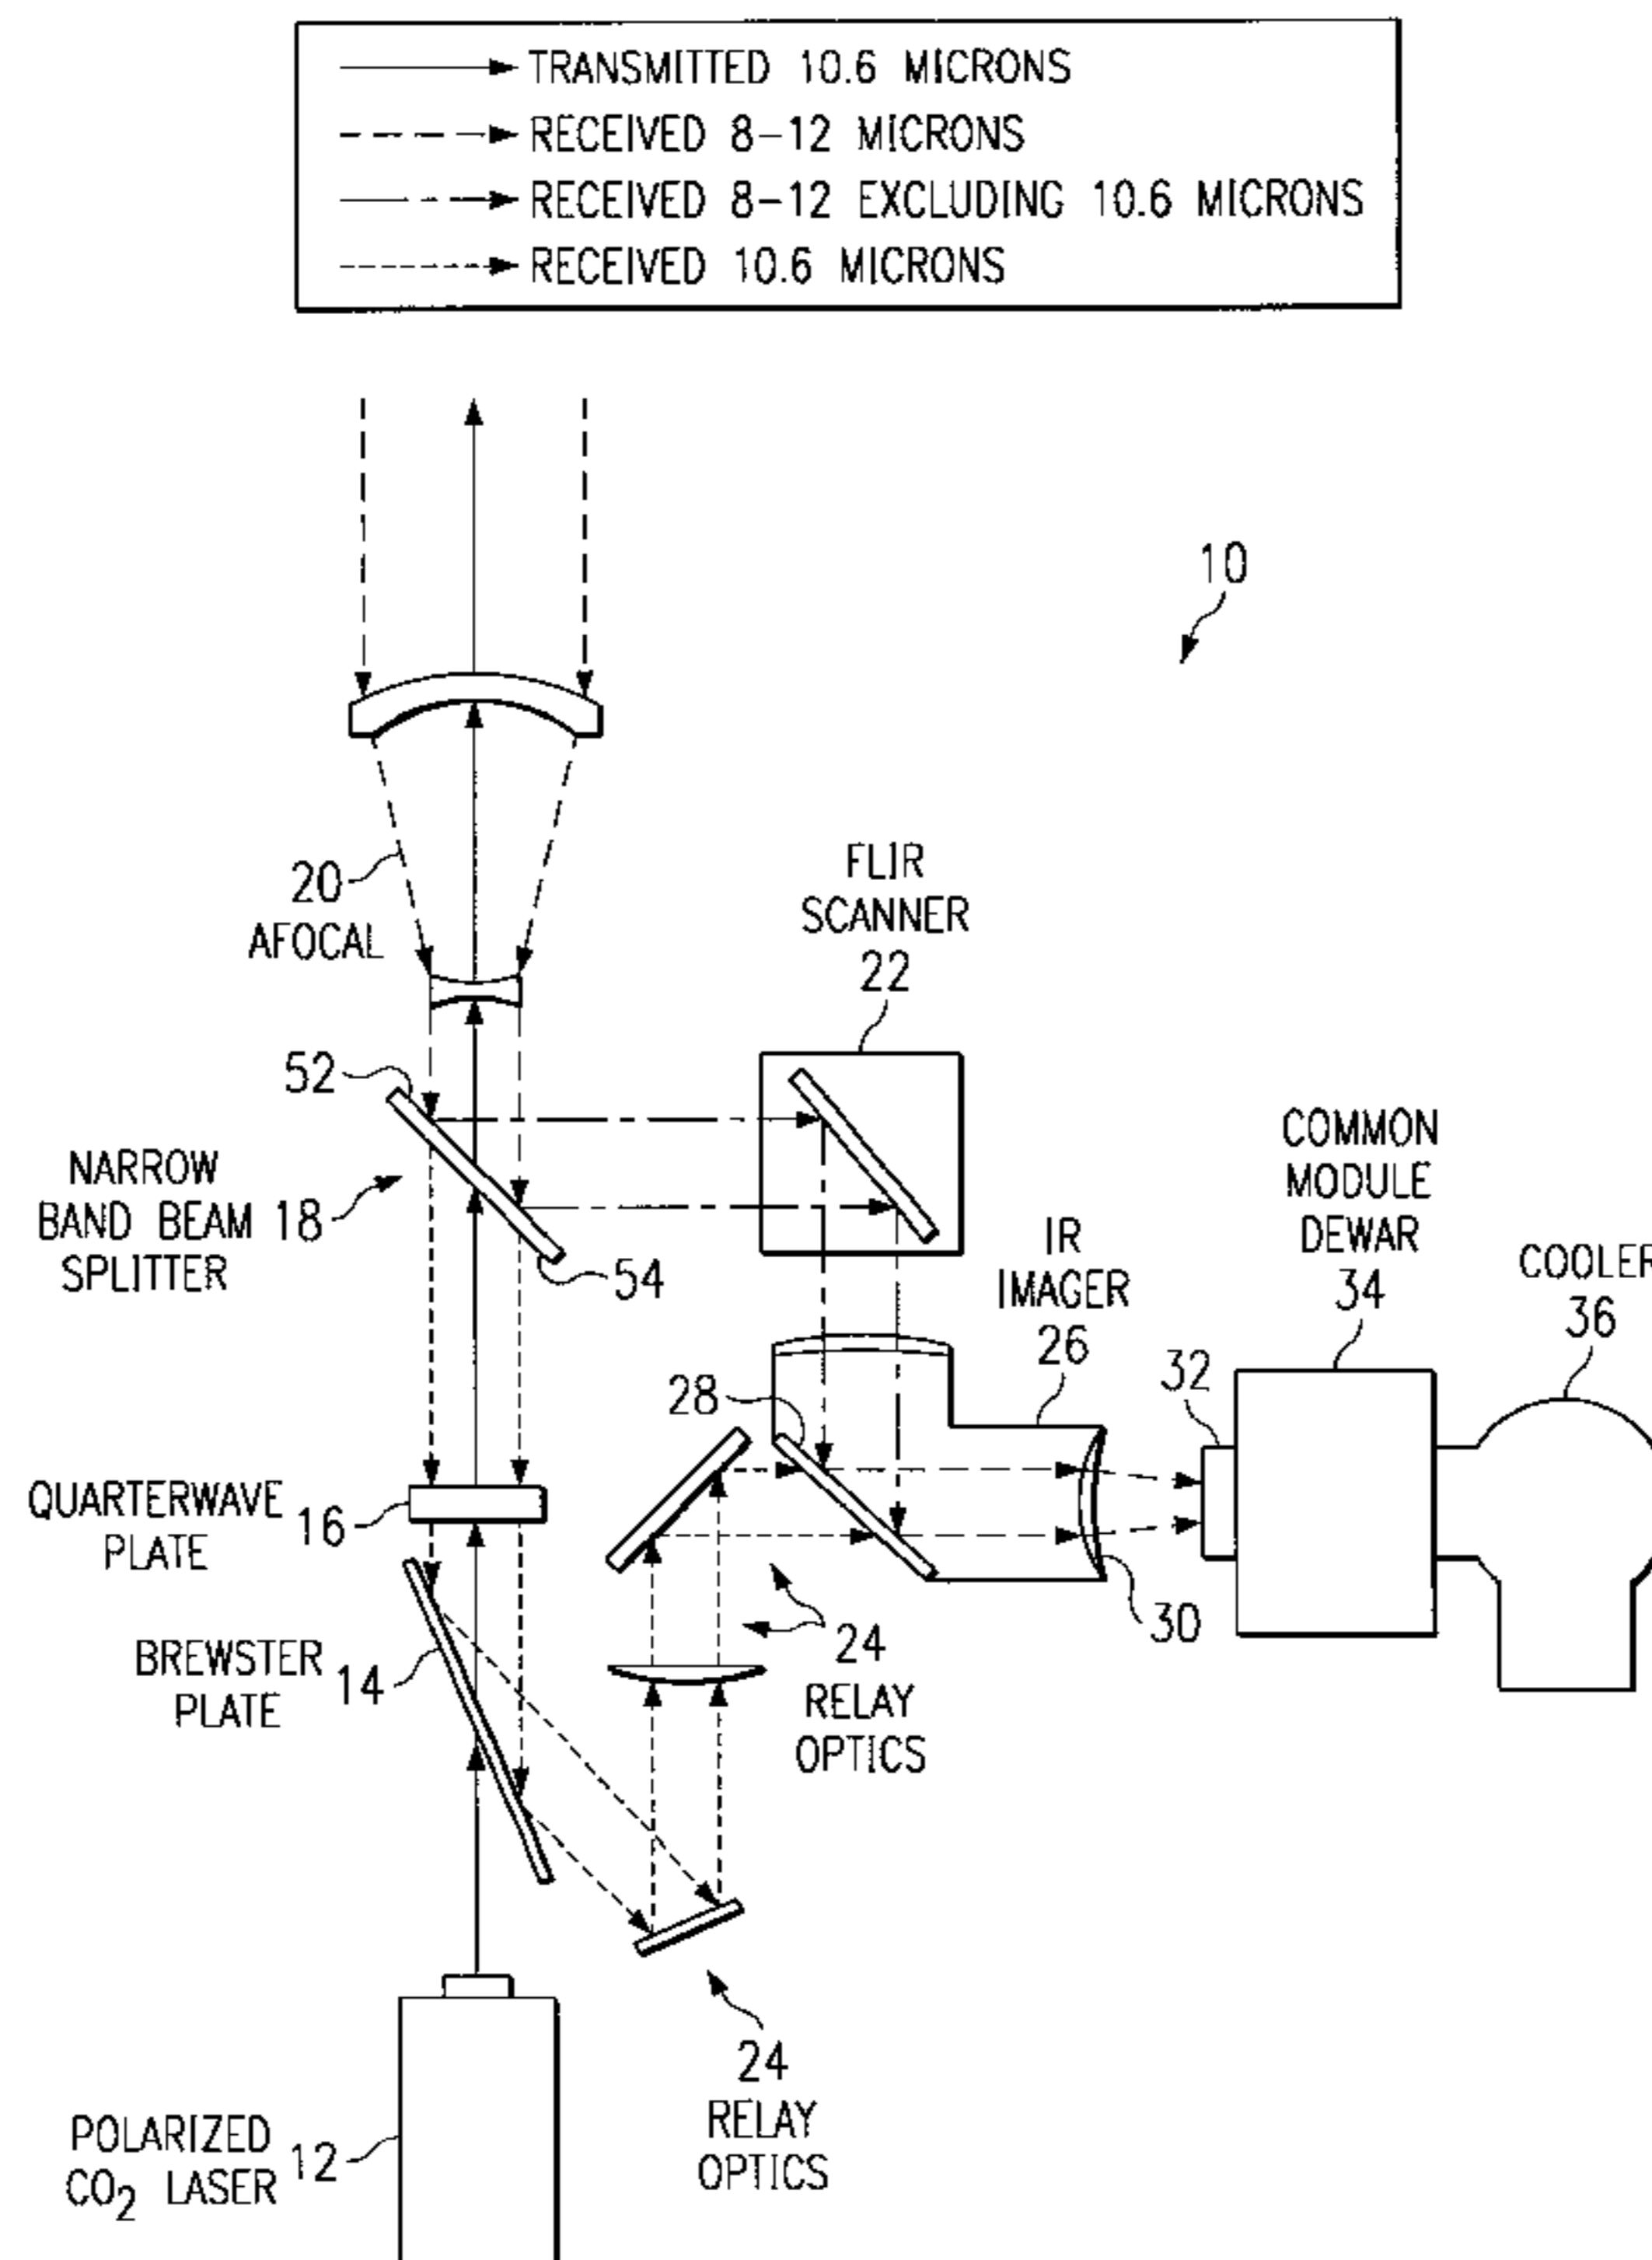 TRANSMITTED 10.6 MICRONS
RECEIVED 8-12 MICRONS
RECEIVED 8-12 EXCLUDING 10.6 MICRONS
RECEIVED 10.6 MICRONS
10
20
AFOCAL
FLIR
SCANNER
22
52
NARROW
BAND BEAM 18
SPLITTER
54
COMMON
MODULE
DEWAR
34
IR
IMAGER
26
COOLER
36
32
28
QUARTERWAVE
PLATE
16
30
BREWSTER
PLATE
14
24
RELAY
OPTICS
24
RELAY
OPTICS
POLARIZED
CO2 LASER
12